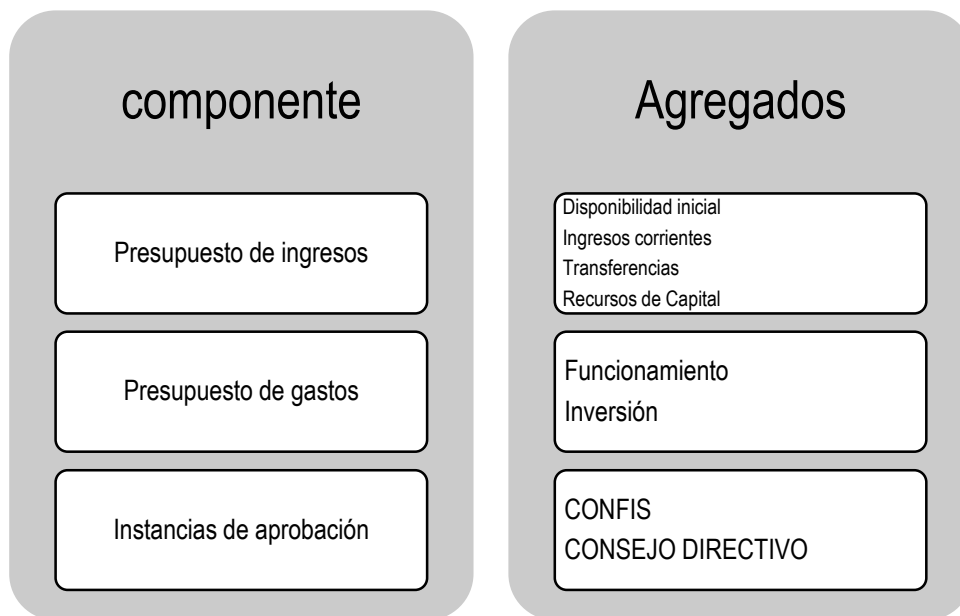 componente
Presupuesto de ingresos
Presupuesto de gastos
Instancias de aprobación
Agregados
Disponibilidad inicial
Ingresos corrientes
Transferencias
Recursos de Capital
Funcionamiento
Inversión
CONFIS
CONSEJO DIRECTIVO